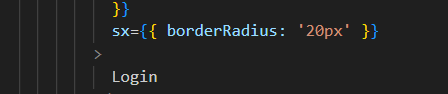 }}
sx={{ borderRadius: '20px' }}
>
Login